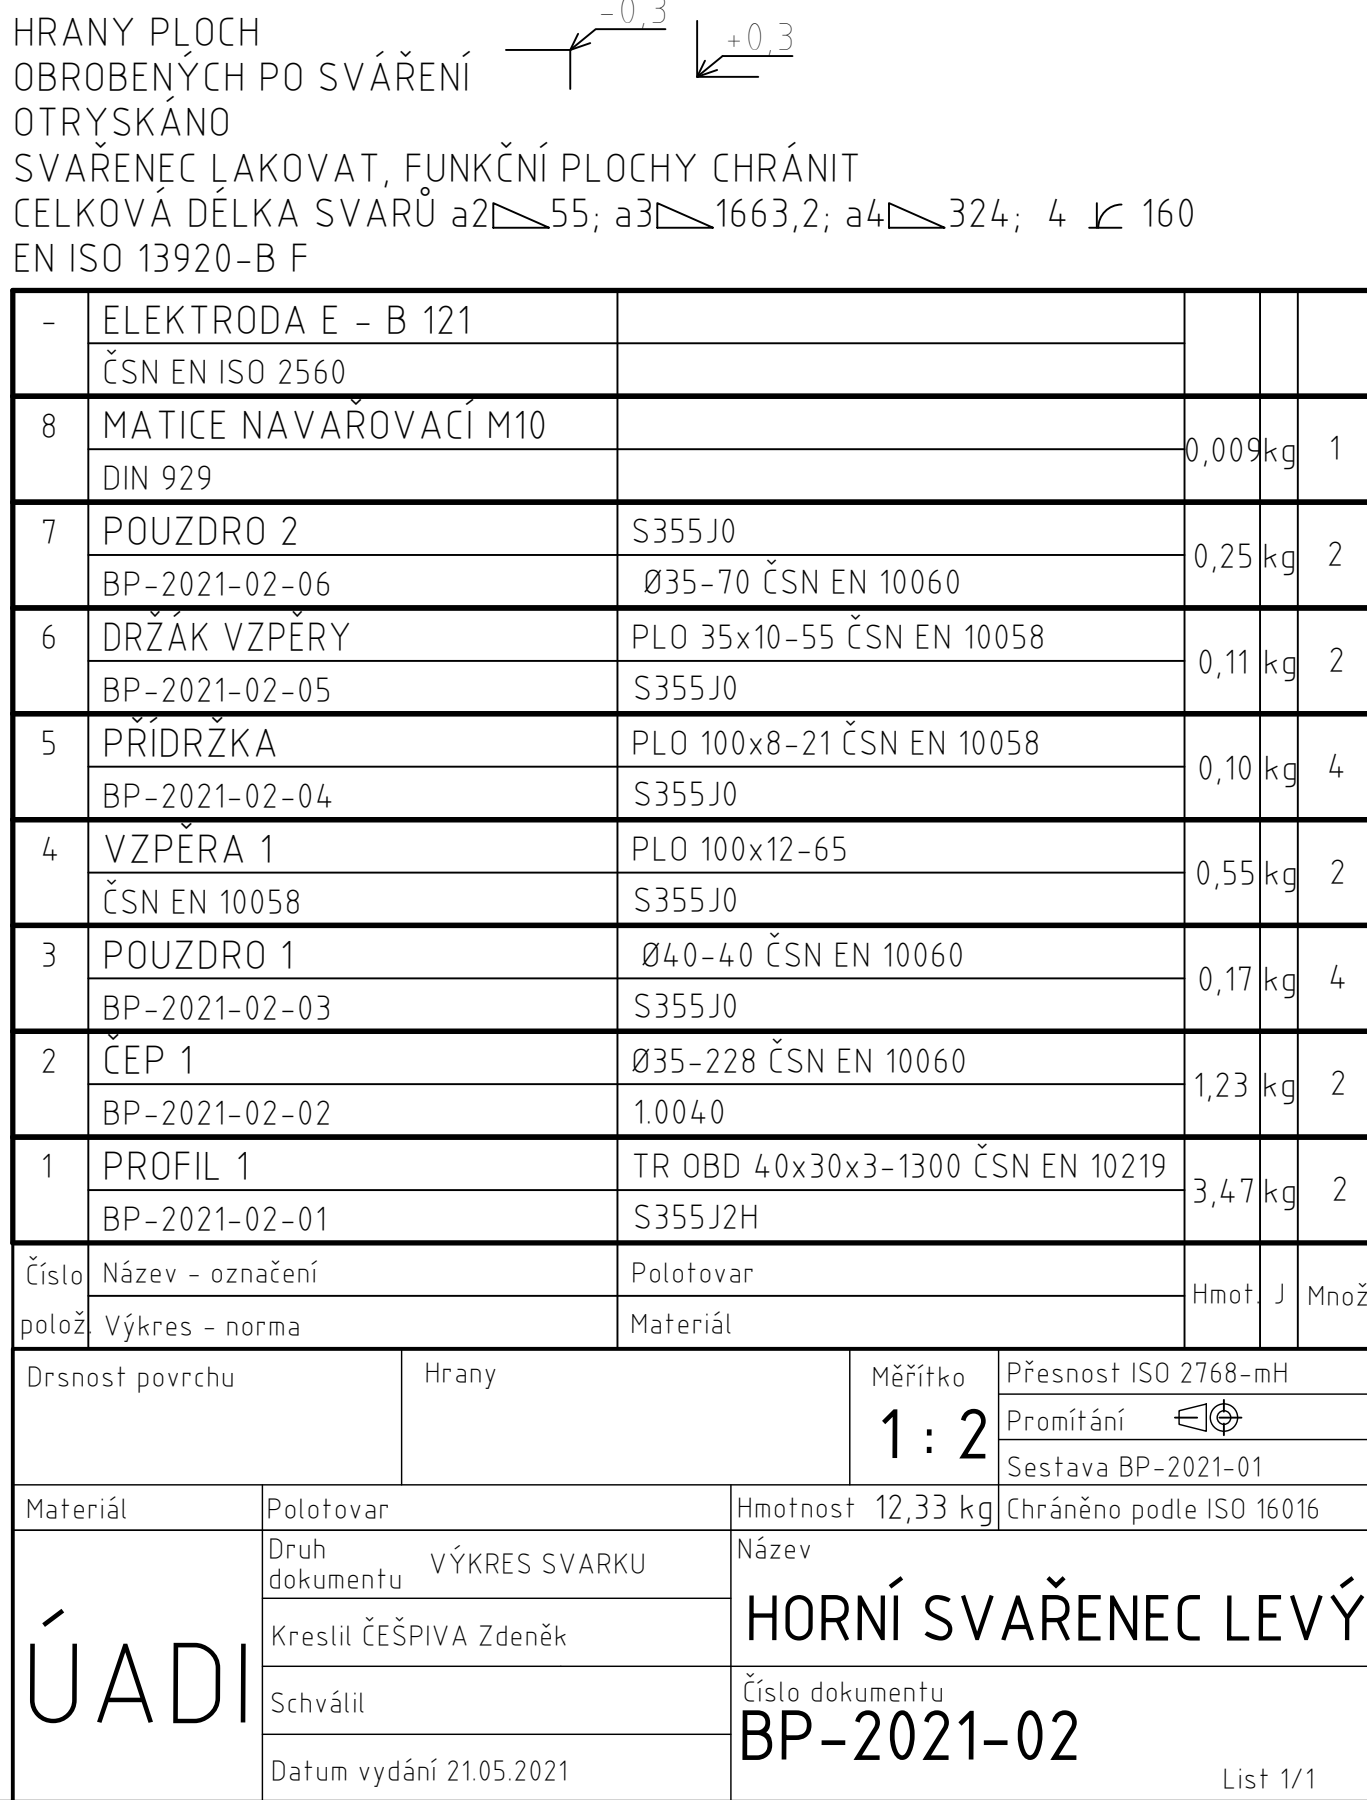 -0,3
+0,3
HRANY PLOCH
OBROBENÝCH PO SVÁŘENÍ
OTRYSKÁNO
SVAŘENEC LAKOVAT, FUNKČNÍ PLOCHY CHRÁNIT
CELKOVÁ DÉLKA SVARŮ a2 55; a3 1663,2; a4 324; 4 160
EN ISO 13920-B F
- ELEKTRODA E - B 121
ČSN EN ISO 2560
8 MATICE NAVAŘOVACÍ M10
0,009 kg 1
DIN 929
7 POUZDRO 2 S355J0
0,25 kg 2
BP-2021-02-06 Ø35-70 ČSN EN 10060
6 DRŽÁK VZPĚRY PLO 35x10-55 ČSN EN 10058
0,11 kg 2
BP-2021-02-05 S355J0
5 PŘÍDRŽKA PLO 100x8-21 ČSN EN 10058
0,10 kg 4
BP-2021-02-04 S355J0
4 VZPĚRA 1 PLO 100x12-65
0,55 kg 2
ČSN EN 10058 S355J0
3 POUZDRO 1 Ø40-40 ČSN EN 10060
0,17 kg 4
BP-2021-02-03 S355J0
2 ČEP 1 Ø35-228 ČSN EN 10060
1,23 kg 2
BP-2021-02-02 1.0040
1 PROFIL 1 TR OBD 40x30x3-1300 ČSN EN 10219
3,47 kg 2
BP-2021-02-01 S355J2H
Číslo Název - označení Polotovar
Hmot. J Množ
polož. Výkres - norma Materiál
Drsnost povrchu Hrany Měřítko Přesnost ISO 2768-mH
1 : 2 Promítání
Sestava BP-2021-01
Materiál Polotovar Hmotnost 12,33 kg Chráněno podle ISO 16016
Druh
dokumentu VÝKRES SVARKU
Název
HORNÍ SVAŘENEC LEVÝ
ÚADI
Kreslil ČEŠPIVA Zdeněk
Schválil
Číslo dokumentu
BP-2021-02
Datum vydání 21.05.2021
List 1/1